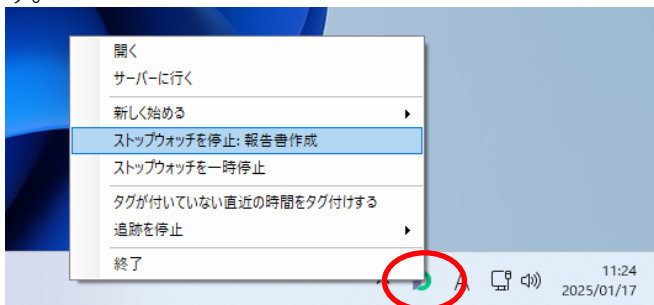 す。
開く
サーバーに行く
新しく始める
ストップウォッチを停止: 報告書作成
ストップウォッチを一時停止
タグが付いていない直近の時間をタグ付けする
追跡を停止
終了
A
11:24
2025/01/17